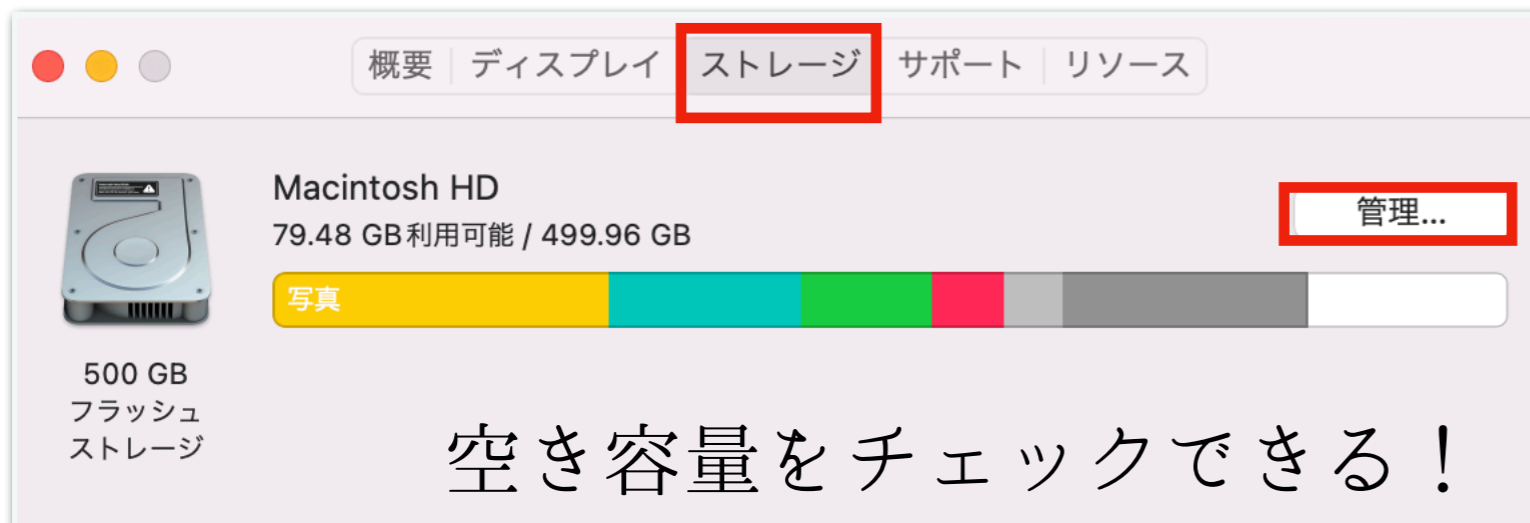 概要 ディスプレイ ストレージ サポート リソース
Macintosh HD
79.48 GB利用可能 / 499.96 GB
管理...
写真
500 GB
フラッシュ
ストレージ
空き容量をチェックできる！